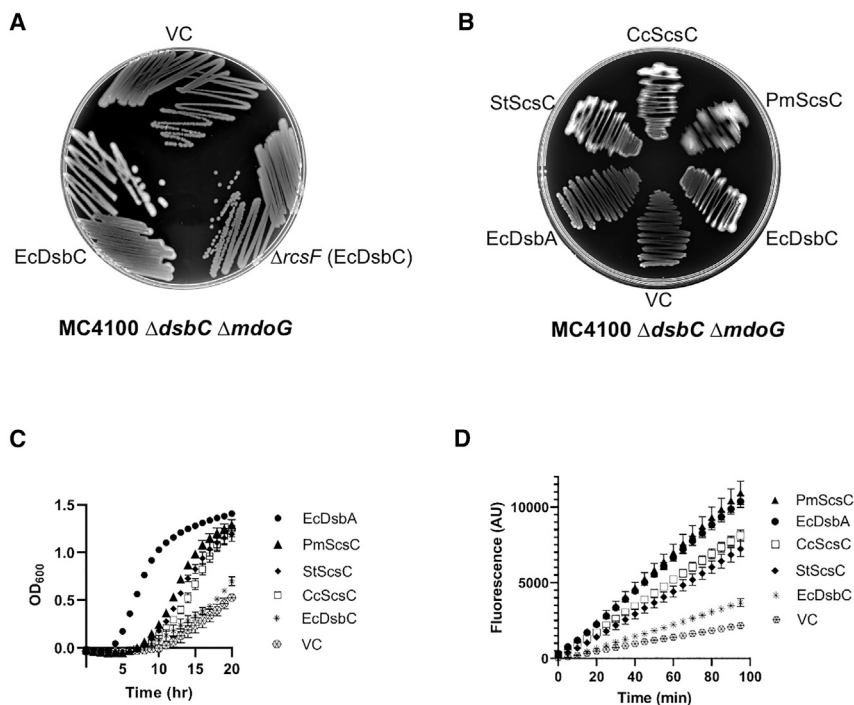 A
VC
EcDsbC
ΔrcsF (EcDsbC)
MC4100 ΔdsbC ΔmdoG
B
CcScsC
StScsC
PmScsC
EcDsbA
EcDsbC
VC
MC4100 ΔdsbC ΔmdoG
C
1.5
1.0
0.5
0.0
OD600
5
10
15
20
Time (hr)
EcDsbA
PmScsC
StScsC
CcScsC
EcDsbC
VC
D
10000
5000
0
Fluorescence (AU)
0
20
40
60
80
100
Time (min)
PmScsC
EcDsbA
CcScsC
StScsC
EcDsbC
VC